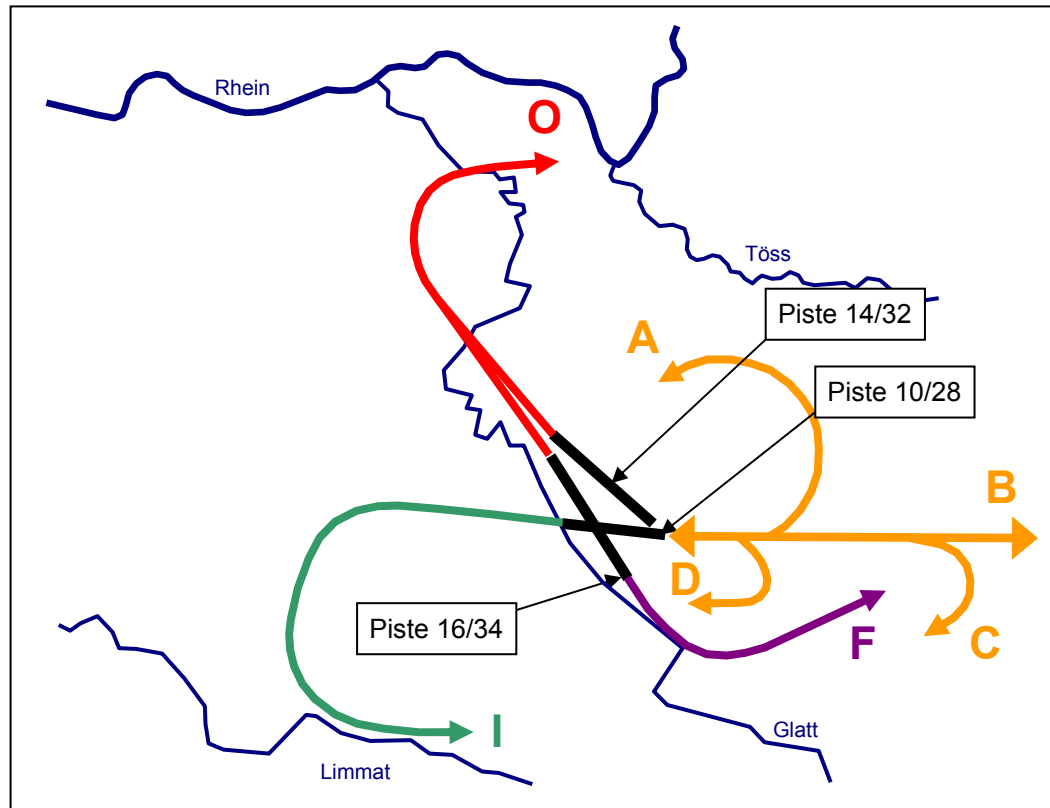 Rhein
O
Töss
Piste 14/32
A
Piste 10/28
B
D
Piste 16/34
F
C
I
Glatt
Limmat